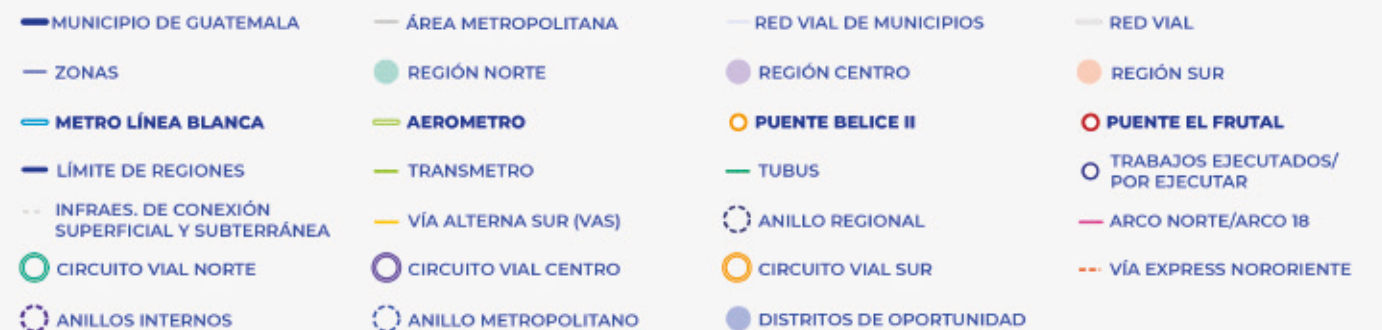 MUNICIPIO DE GUATEMALA
ÁREA METROPOLITANA
RED VIAL DE MUNICIPIOS
RED VIAL
ZONAS
REGIÓN NORTE
REGIÓN CENTRO
REGIÓN SUR
METRO LÍNEA BLANCA
AEROMETRO
PUENTE BELICE II
PUENTE EL FRUTAL
LÍMITE DE REGIONES
TRANSMETRO
TUBUS
TRABAJOS EJECUTADOS/
POR EJECUTAR
INFRAES. DE CONEXIÓN
SUPERFICIAL Y SUBTERRÁNEA
VÍA ALTERNA SUR (VAS)
ANILLO REGIONAL
ARCO NORTE/ARCO 18
CIRCUITO VIAL NORTE
CIRCUITO VIAL CENTRO
CIRCUITO VIAL SUR
VÍA EXPRESS NORORIENTE
ANILLOS INTERNOS
ANILLO METROPOLITANO
DISTRITOS DE OPORTUNIDAD